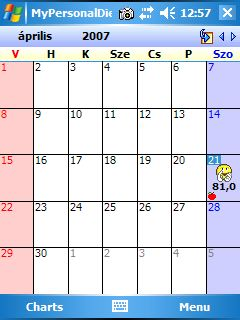 MyPersonalDie 12:57
április 2007
V H K Sze Cs P Szo
1 2 3 4 5 6 7
8 9 10 11 12 13 14
15 16 17 18 19 20 21
81,0
22 23 24 25 26 27 28
29 30 1 2 3 4 5
Charts Menu